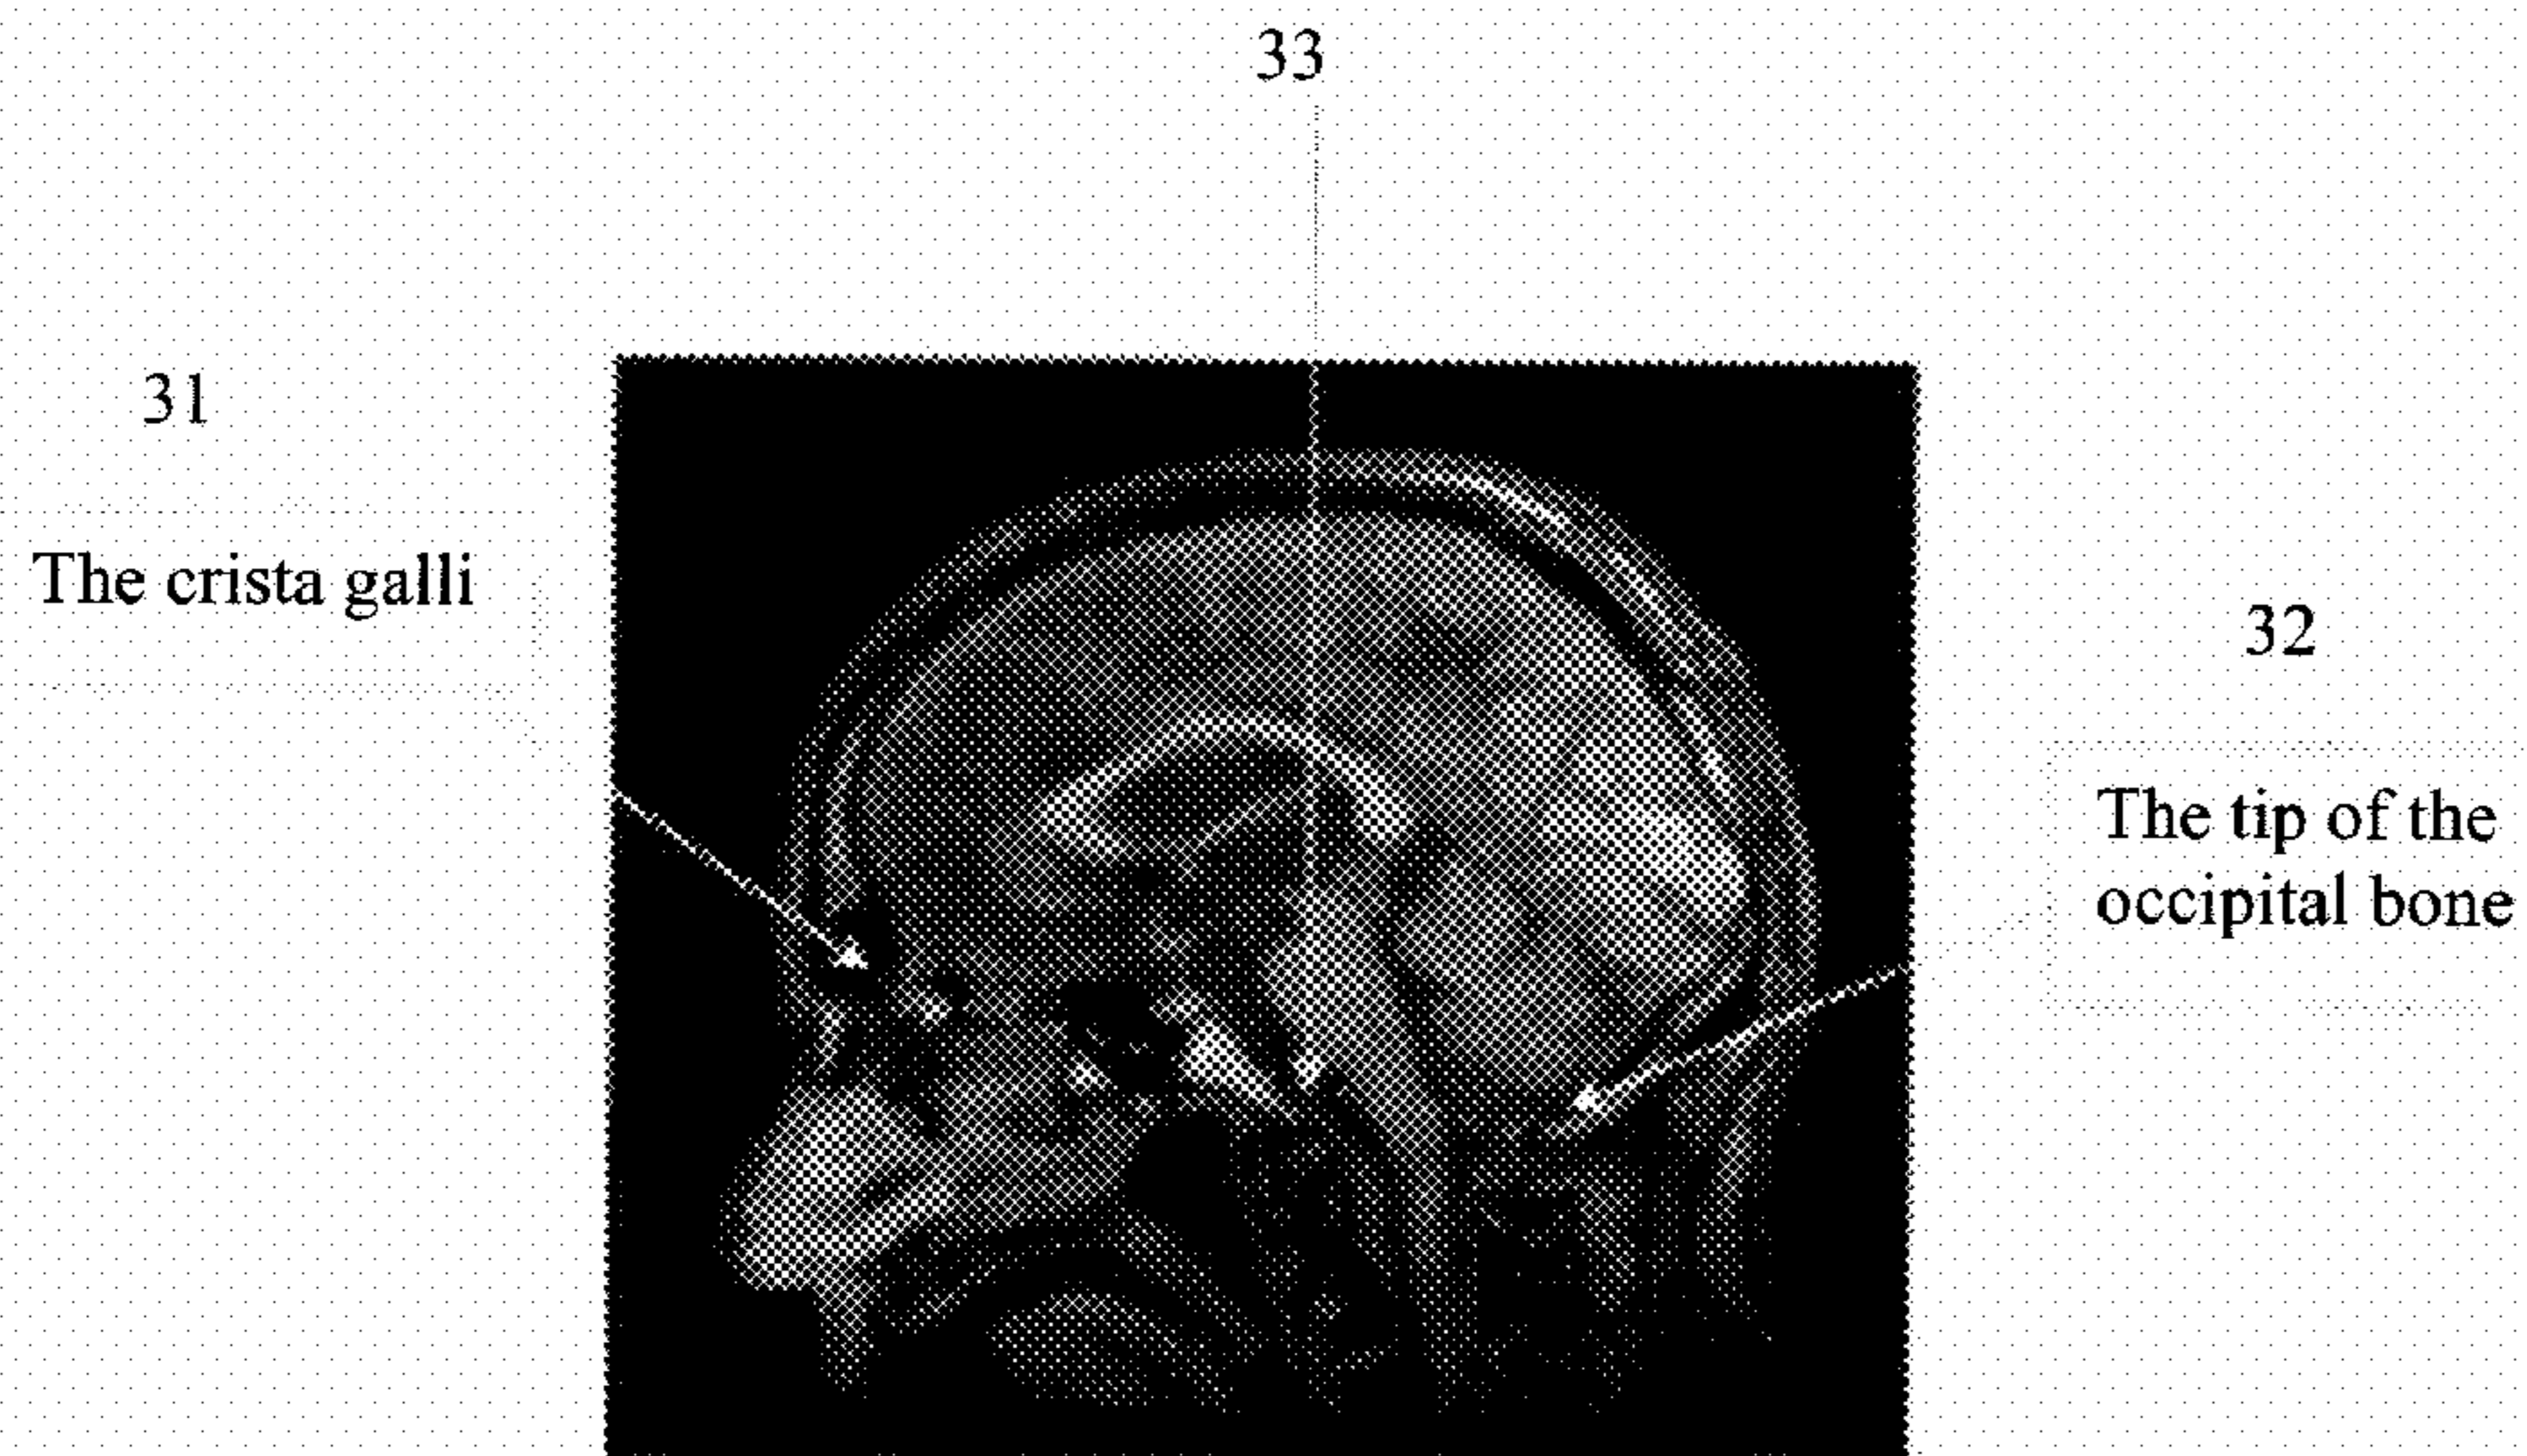 33
31
The crista galli
32
The tip of the
occipital bone